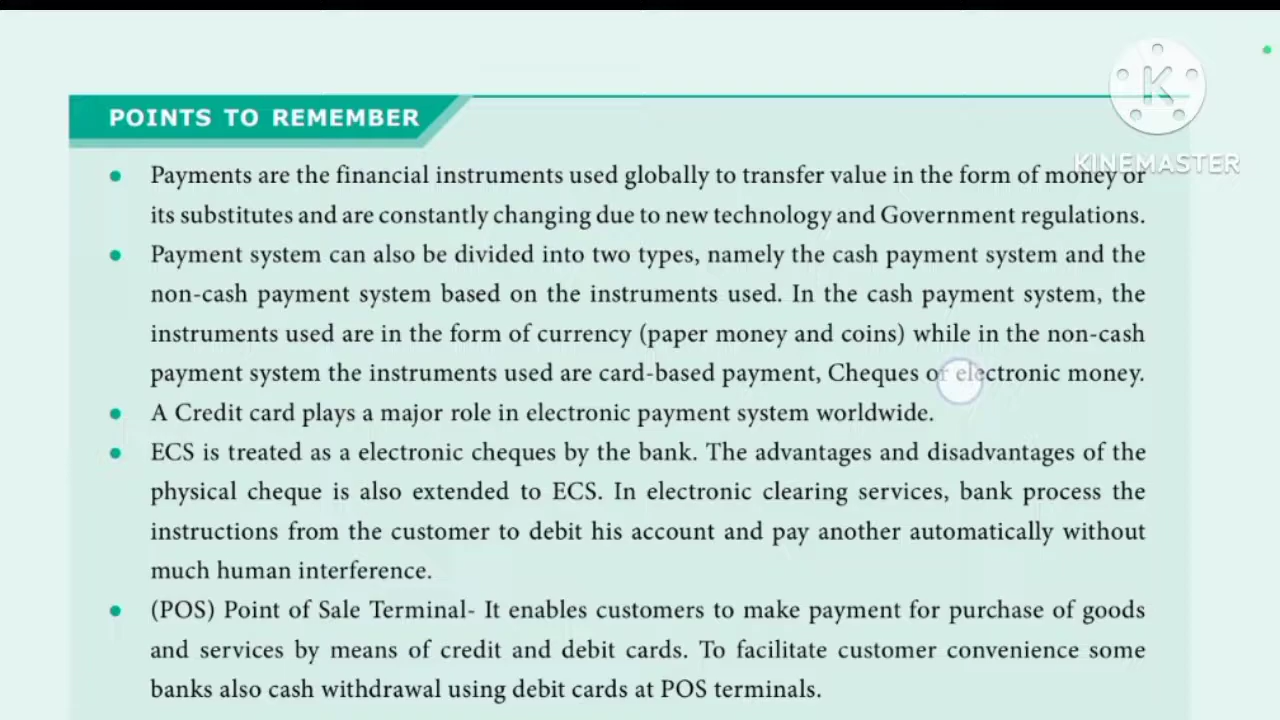 POINTS TO REMEMBER
K
KINEMASTER
• Payments are the financial instruments used globally to transfer value in the form of money or
its substitutes and are constantly changing due to new technology and Government regulations.
• Payment system can also be divided into two types, namely the cash payment system and the
non-cash payment system based on the instruments used. In the cash payment system, the
instruments used are in the form of currency (paper money and coins) while in the non-cash
payment system the instruments used are card-based payment, Cheques or electronic money.
• A Credit card plays a major role in electronic payment system worldwide.
• ECS is treated as a electronic cheques by the bank. The advantages and disadvantages of the
physical cheque is also extended to ECS. In electronic clearing services, bank process the
instructions from the customer to debit his account and pay another automatically without
much human interference.
• (POS) Point of Sale Terminal- It enables customers to make payment for purchase of goods
and services by means of credit and debit cards. To facilitate customer convenience some
banks also cash withdrawal using debit cards at POS terminals.